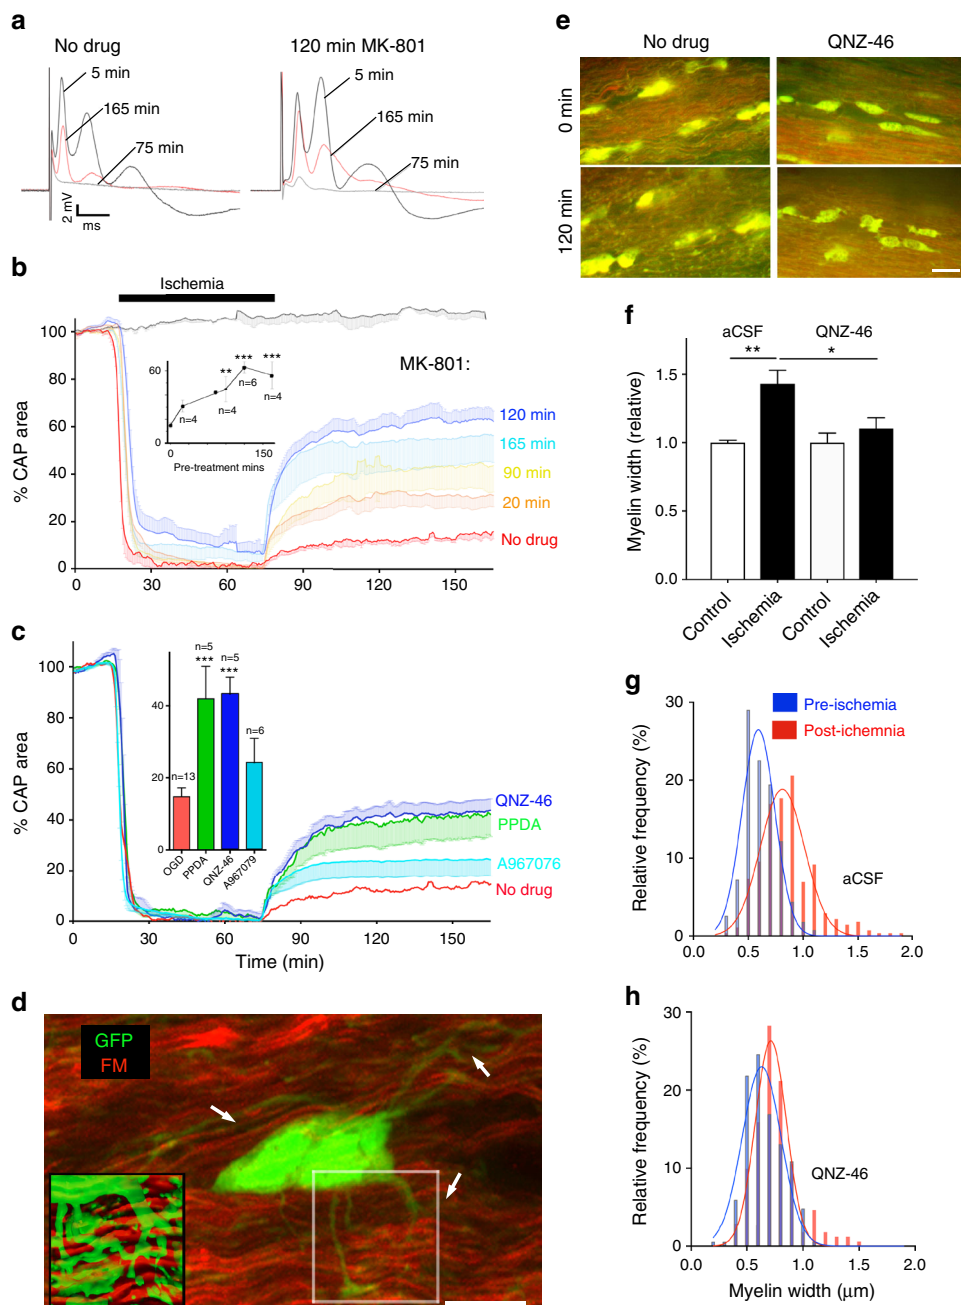 a
No drug
5 min
165 min
75 min
2 mV
ms
120 min MK-801
5 min
165 min
75 min
b
Ischemia
% CAP area
100
80
60
40
20
0
0 30 60 90 120 150
MK-801:
120 min
165 min
90 min
20 min
No drug
60
0
0 150
Pre-treatment mins
n=4
** n=4
*** n=6
*** n=4
c
% CAP area
100
80
60
40
20
0
0 30 60 90 120 150
Time (min)
QNZ-46
PPDA
A967076
No drug
40
20
0
n=13
n=5 ***
n=5 ***
n=6
OGD
PPDA
QNZ-46
A967079
d
GFP
FM
e
No drug
QNZ-46
0 min
120 min
f
aCSF
QNZ-46
**
*
Myelin width (relative)
1.5
1.0
0.5
0.0
Control
Ischemia
Control
Ischemia
g
Relative frequency (%)
30
20
10
0
0.0 0.5 1.0 1.5 2.0
Pre-ischemia
Post-ichemnia
aCSF
h
Relative frequency (%)
30
20
10
0
0.0 0.5 1.0 1.5 2.0
QNZ-46
Myelin width (μm)